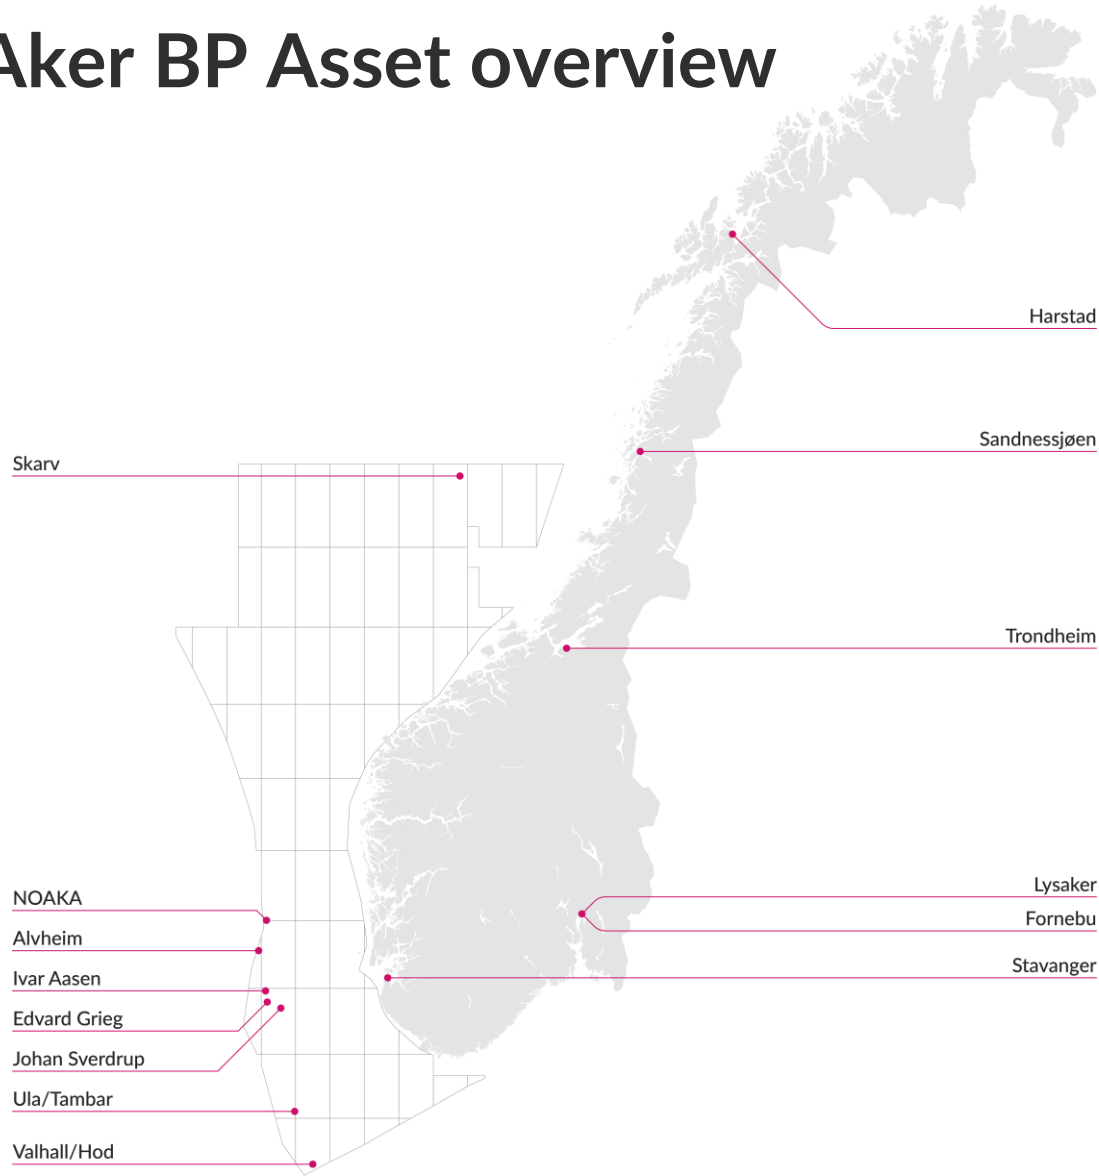 Aker BP Asset overview
Harstad
Sandnessjøen
Skarv
Trondheim
Lysaker
NOAKA
Fornebu
Alvheim
Stavanger
Ivar Aasen
Edvard Grieg
Johan Sverdrup
Ula/Tambar
Valhall/Hod